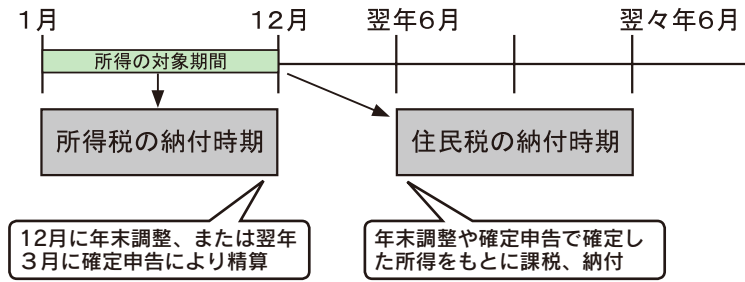 1月
12月
翌年6月
翌々年6月
所得の対象期間
所得税の納付時期
住民税の納付時期
12月に年末調整、または翌年
３月に確定申告により精算
年末調整や確定申告で確定し
た所得をもとに課税、納付